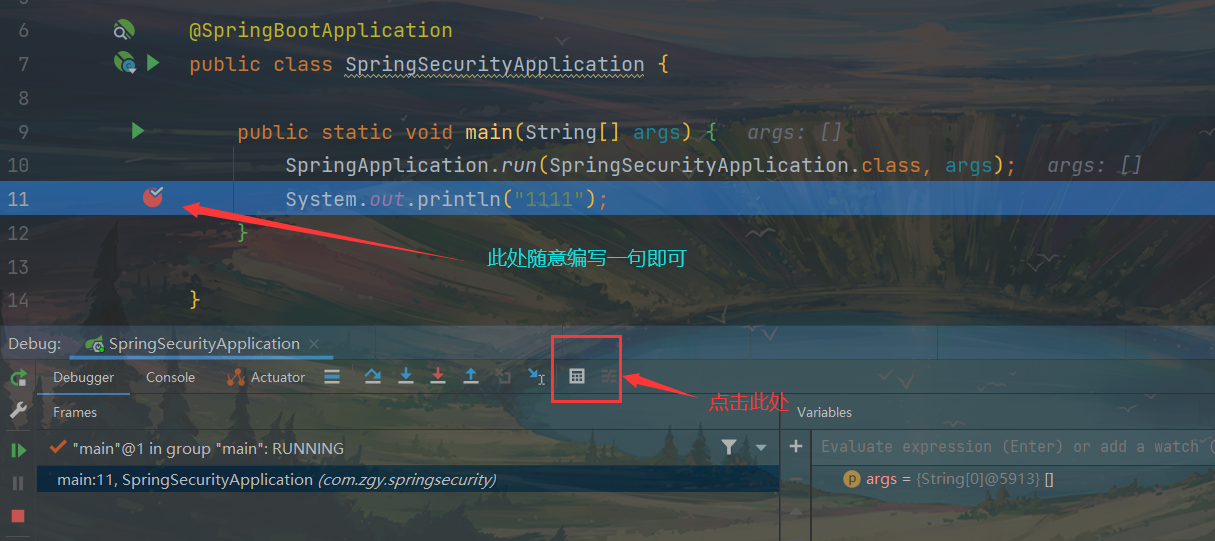 6 @SpringBootApplication
7 public class SpringSecurityApplication {
8
9 public static void main(String[] args) { args: []
10 SpringApplication.run(SpringSecurityApplication.class, args); args: []
11 System.out.println("1111");
12 }
此处随意编写一句即可
13
14 }
Debug: SpringSecurityApplication ×
Debugger Console Actuator
点击此处
Frames Variables
"main"@1 in group "main": RUNNING
Evaluate expression (Enter) or add a watch (
main:11, SpringSecurityApplication (com.zgy.springsecurity)
p args = {String[0]@5913} []